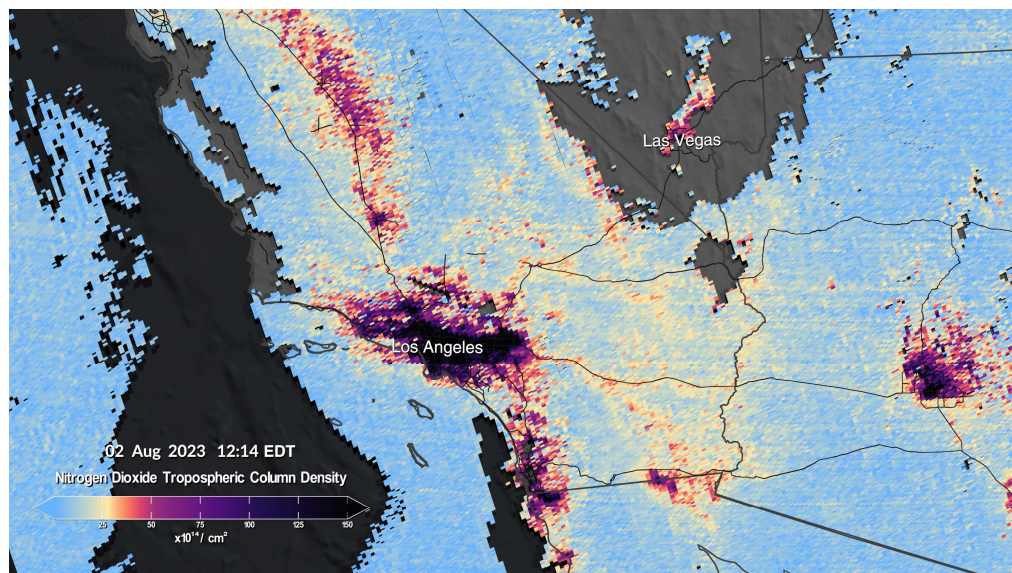 Las Vegas
Los Angeles
02 Aug 2023 12:14 EDT
Nitrogen Dioxide Tropospheric Column Density
25 50 75 100 125 150
x10¹⁴/ cm²